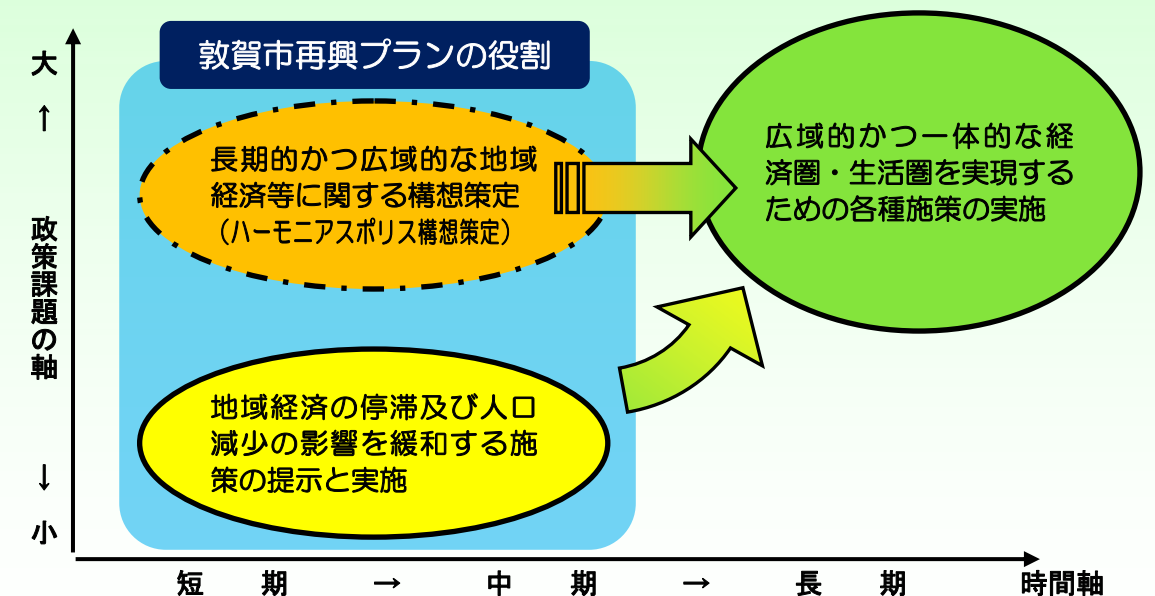 敦賀市再興プランの役割
大
↑
政策課題の軸
↓
小
長期的かつ広域的な地域
経済等に関する構想策定
（ハーモニアスポリス構想策定）
広域的かつ一体的な経
済圏・生活圏を実現する
ための各種施策の実施
地域経済の停滞及び人口
減少の影響を緩和する施
策の提示と実施
短　期　→　中　期　→　長　期　時間軸